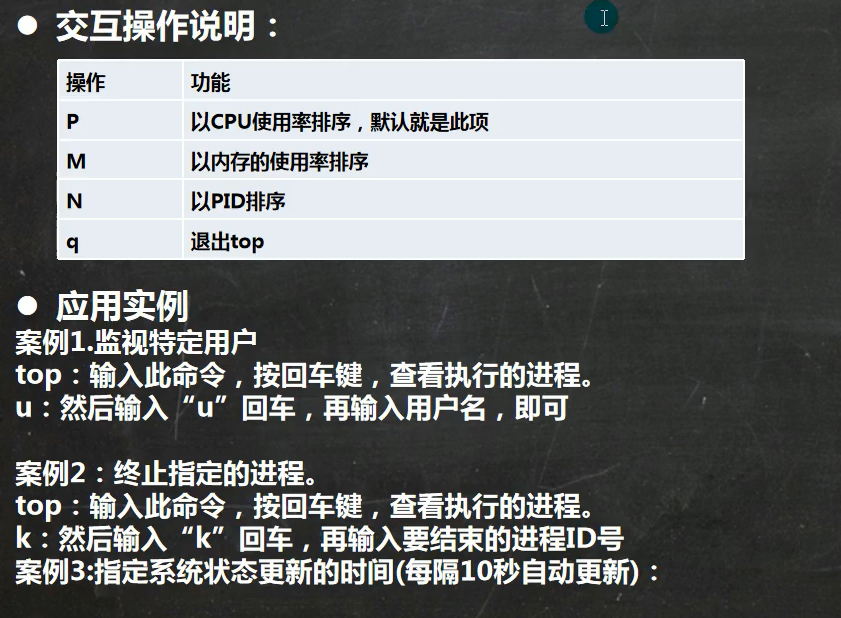 ● 交互操作说明：
操作 功能
P 以CPU使用率排序，默认就是此项
M 以内存的使用率排序
N 以PID排序
q 退出top
● 应用实例
案例1.监视特定用户
top：输入此命令，按回车键，查看执行的进程。
u：然后输入“u”回车，再输入用户名，即可
案例2：终止指定的进程。
top：输入此命令，按回车键，查看执行的进程。
k：然后输入“k”回车，再输入要结束的进程ID号
案例3:指定系统状态更新的时间(每隔10秒自动更新)：